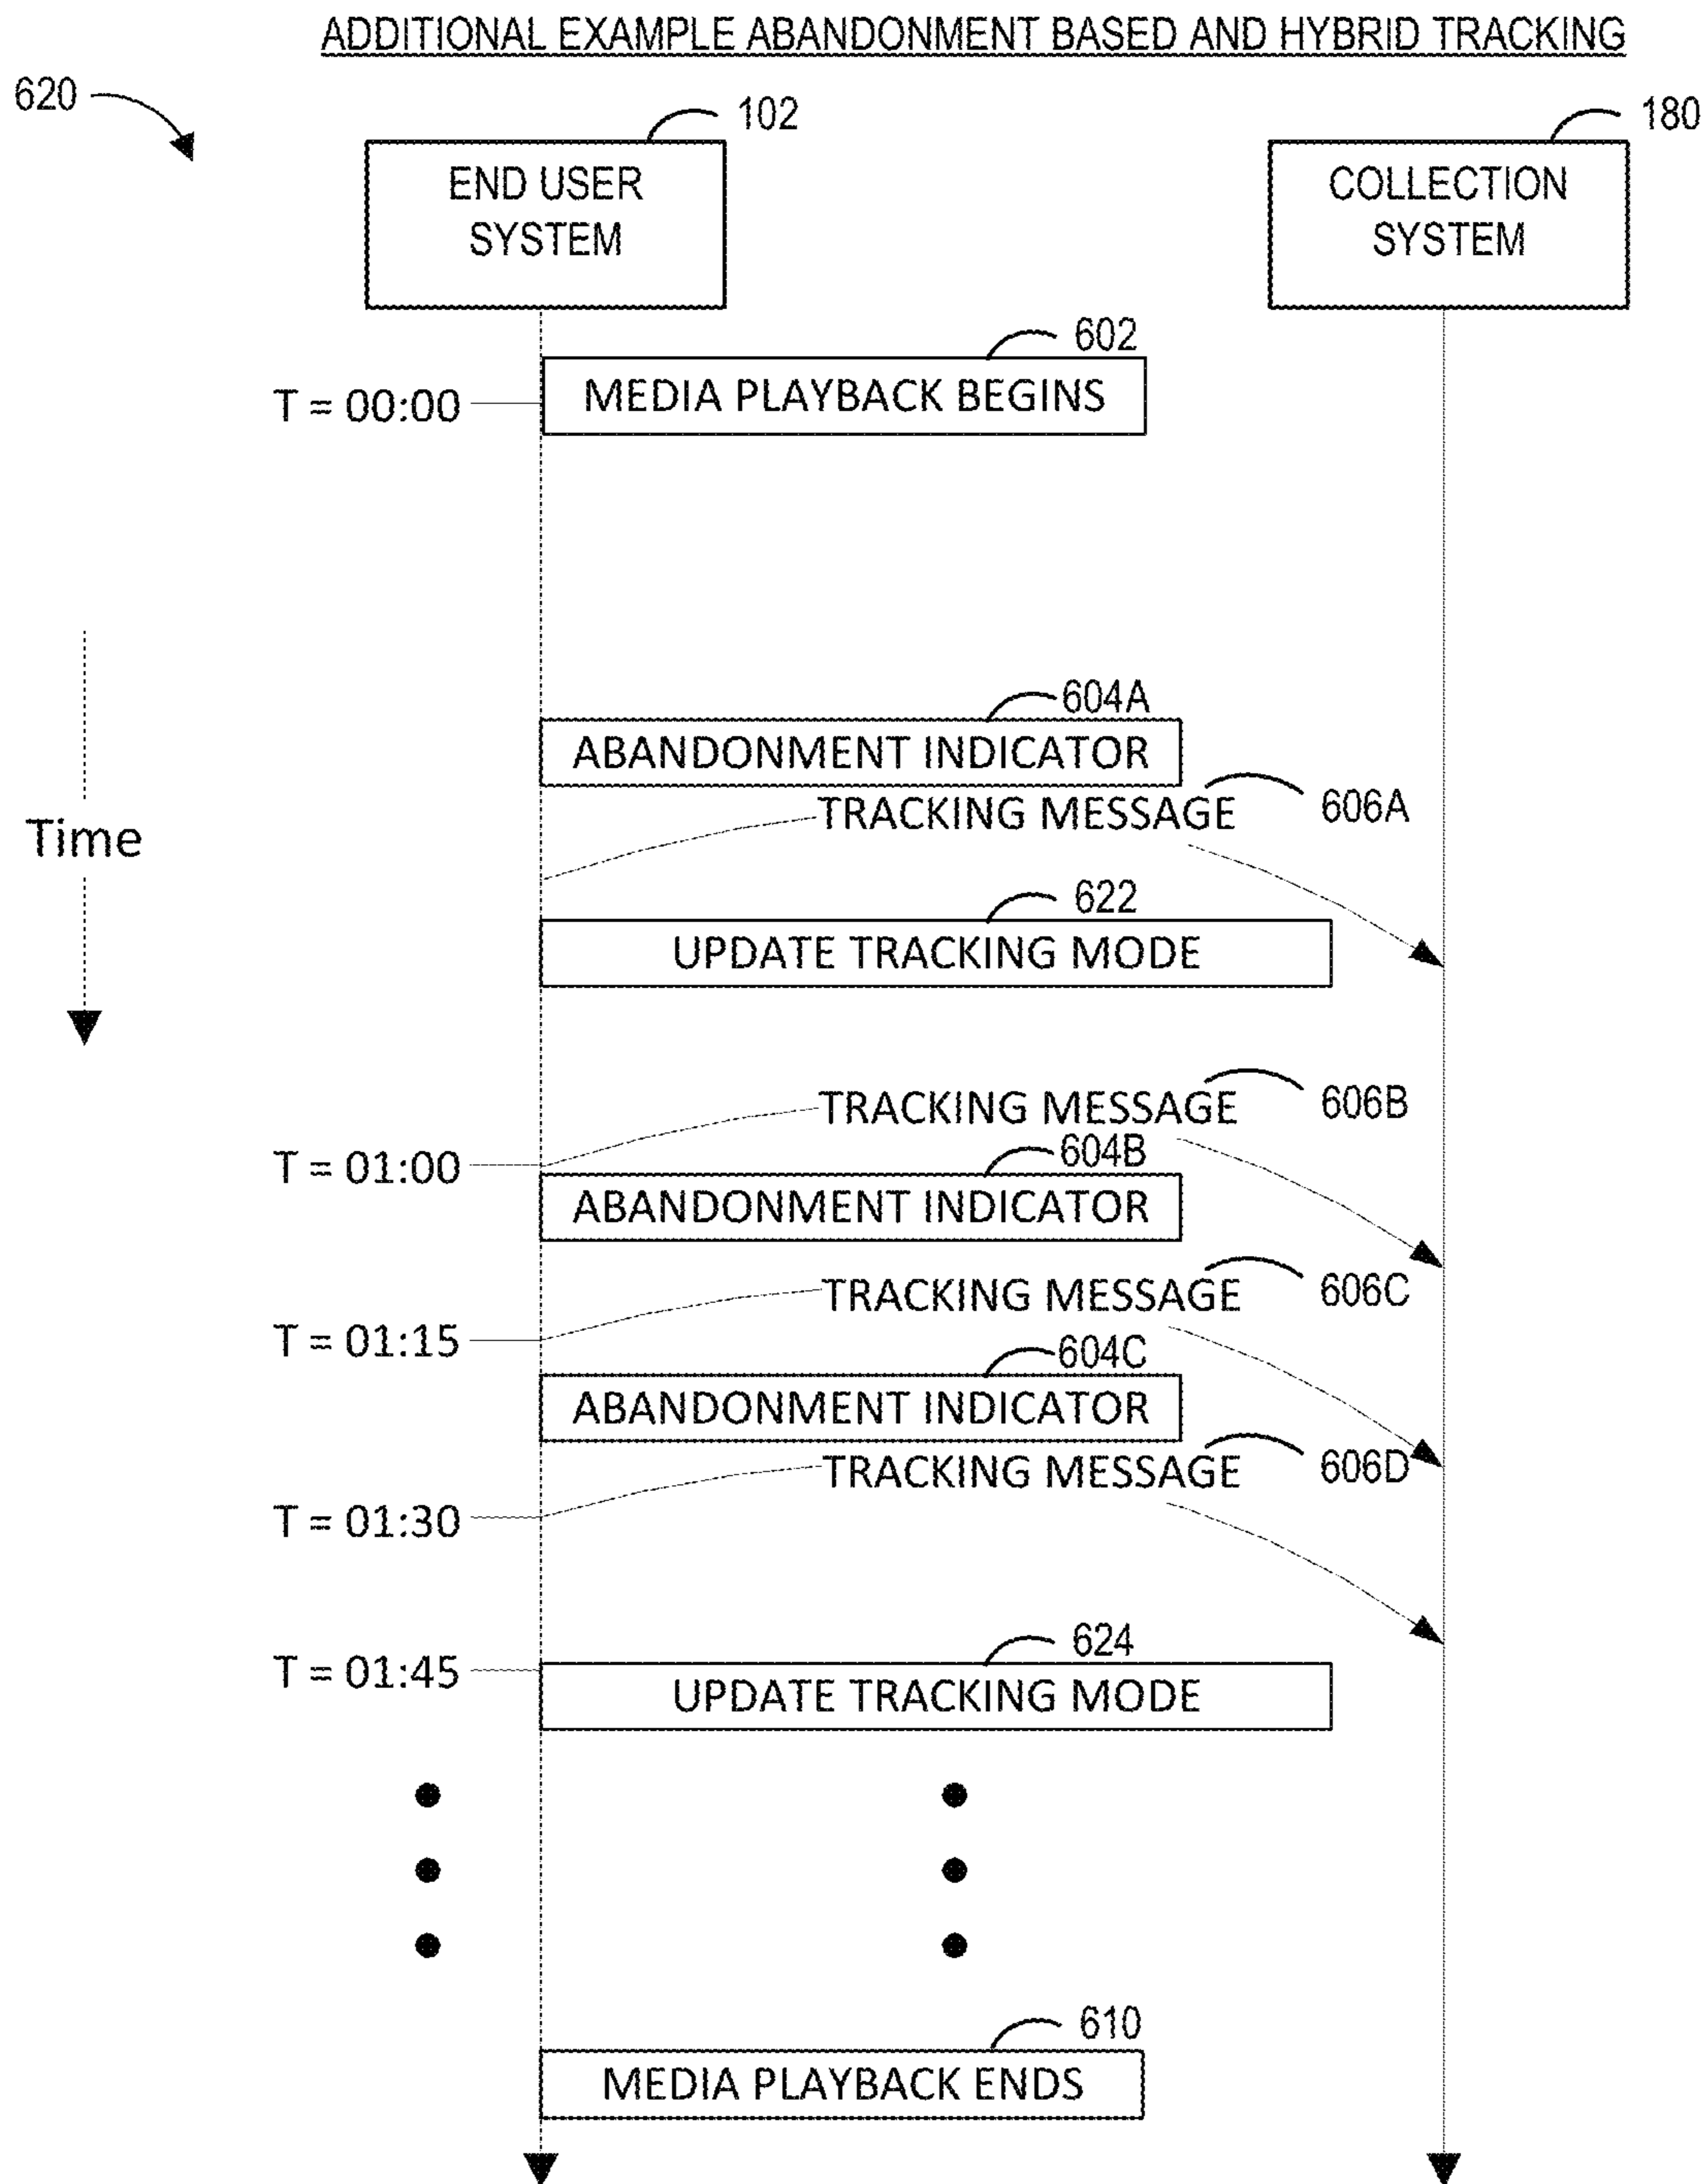 ADDITIONAL EXAMPLE ABANDONMENT BASED AND HYBRID TRACKING
620
102
180
END USER
SYSTEM
COLLECTION
SYSTEM
602
T = 00:00
MEDIA PLAYBACK BEGINS
604A
ABANDONMENT INDICATOR
TRACKING MESSAGE
606A
Time
622
UPDATE TRACKING MODE
TRACKING MESSAGE
606B
T = 01:00
604B
ABANDONMENT INDICATOR
TRACKING MESSAGE
606C
T = 01:15
604C
ABANDONMENT INDICATOR
TRACKING MESSAGE
606D
T = 01:30
624
T = 01:45
UPDATE TRACKING MODE
610
MEDIA PLAYBACK ENDS